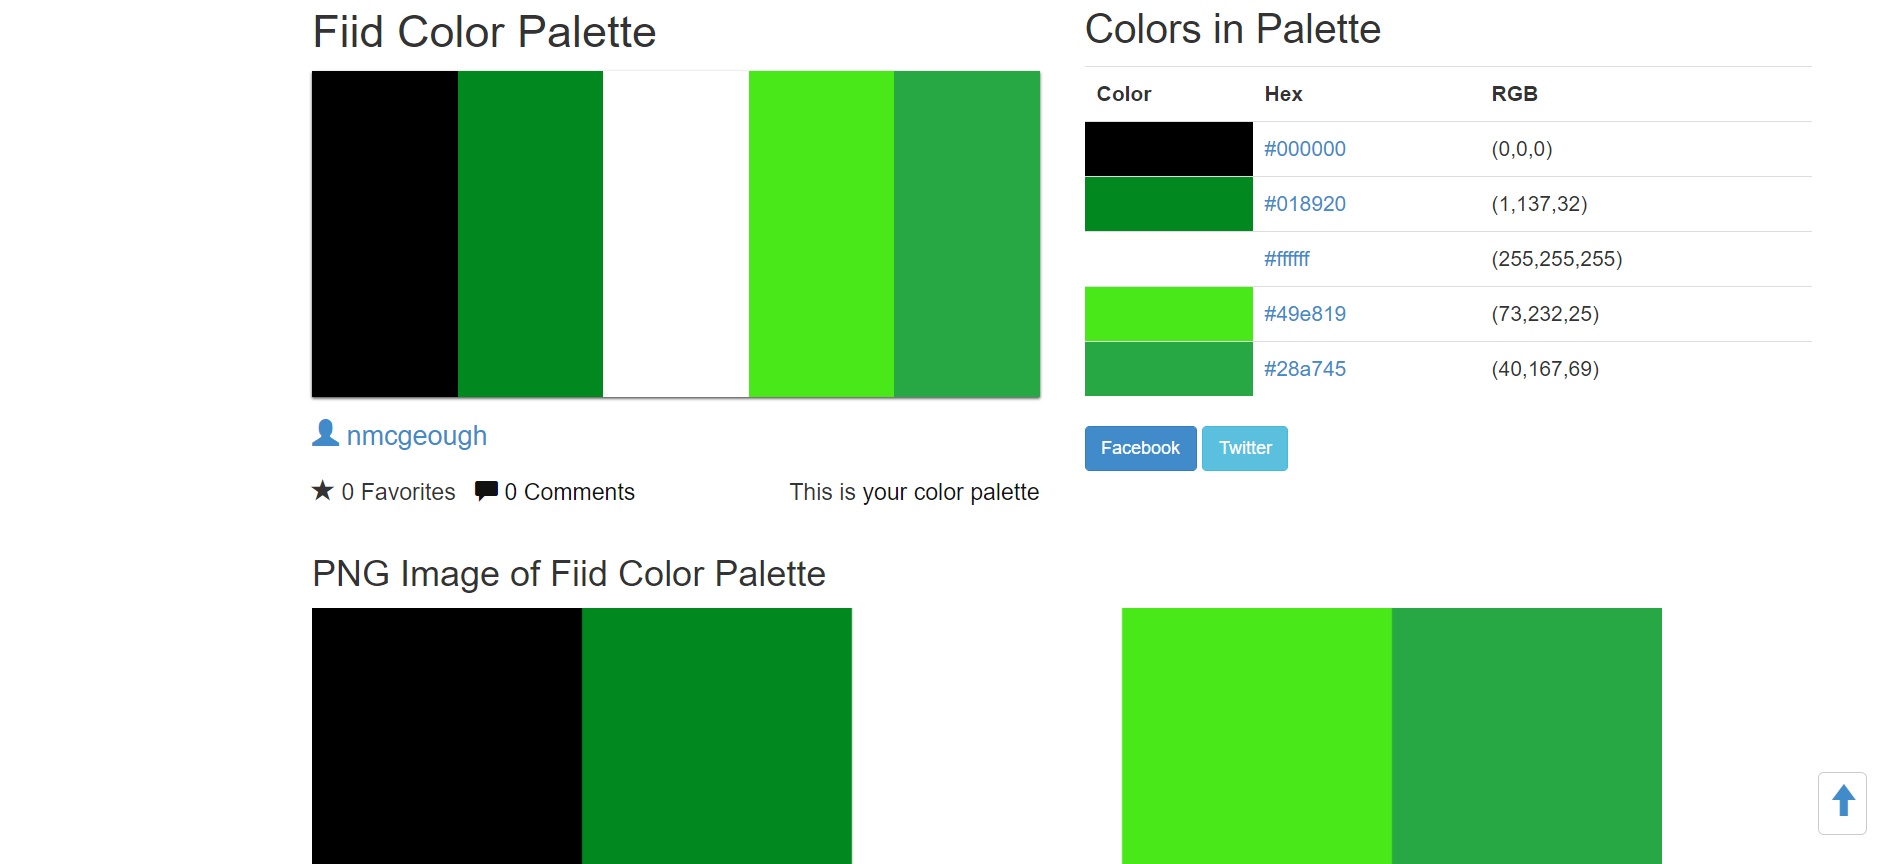 Fiid Color Palette
nmcgeough
0 Favorites 0 Comments This is your color palette
Colors in Palette
Color Hex RGB
#000000 (0,0,0)
#018920 (1,137,32)
#ffffff (255,255,255)
#49e819 (73,232,25)
#28a745 (40,167,69)
Facebook Twitter
PNG Image of Fiid Color Palette